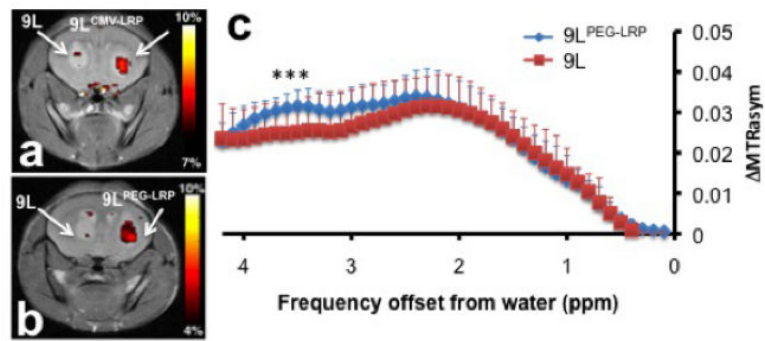 9L 9L CMV-LRP 10%
a 7%
9L 9L PEG-LRP 10%
b 4%
c
9L PEG-LRP
9L
***
0.05
0.04
0.03
0.02
0.01
0
ΔMTRasym
4 3 2 1 0
Frequency offset from water (ppm)